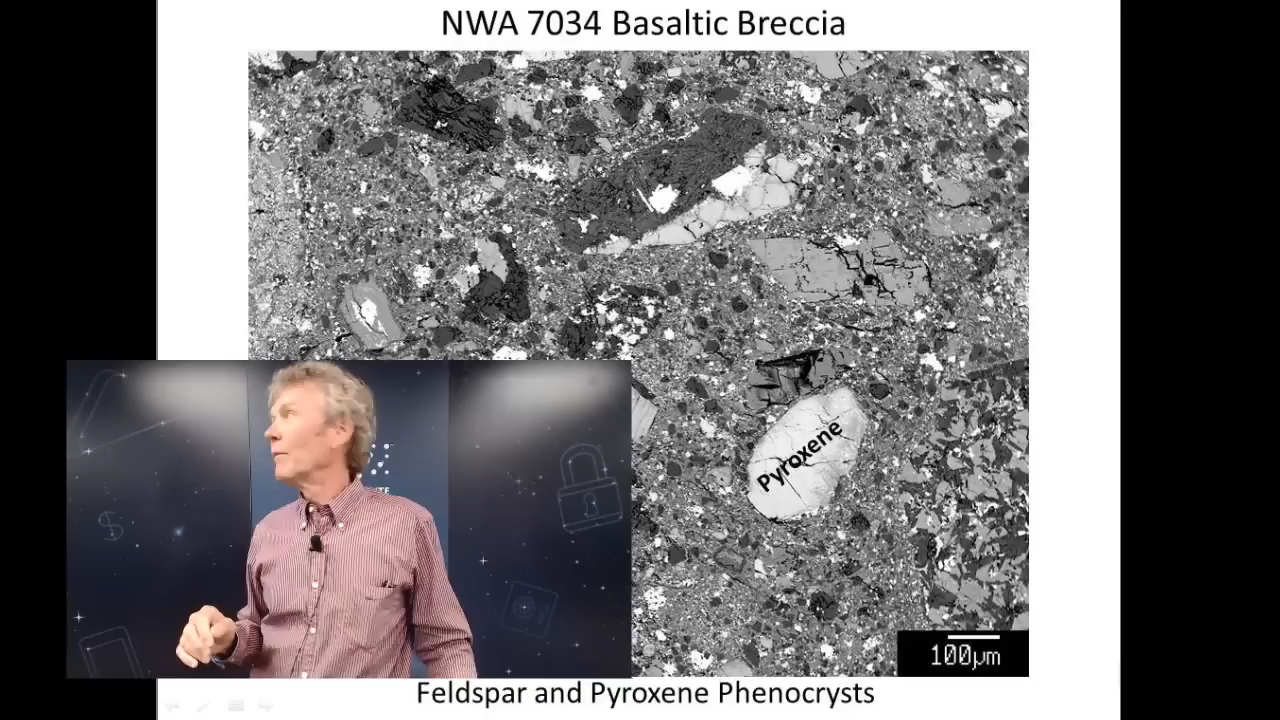 NWA 7034 Basaltic Breccia
Pyroxene
$
100μm
Feldspar and Pyroxene Phenocrysts